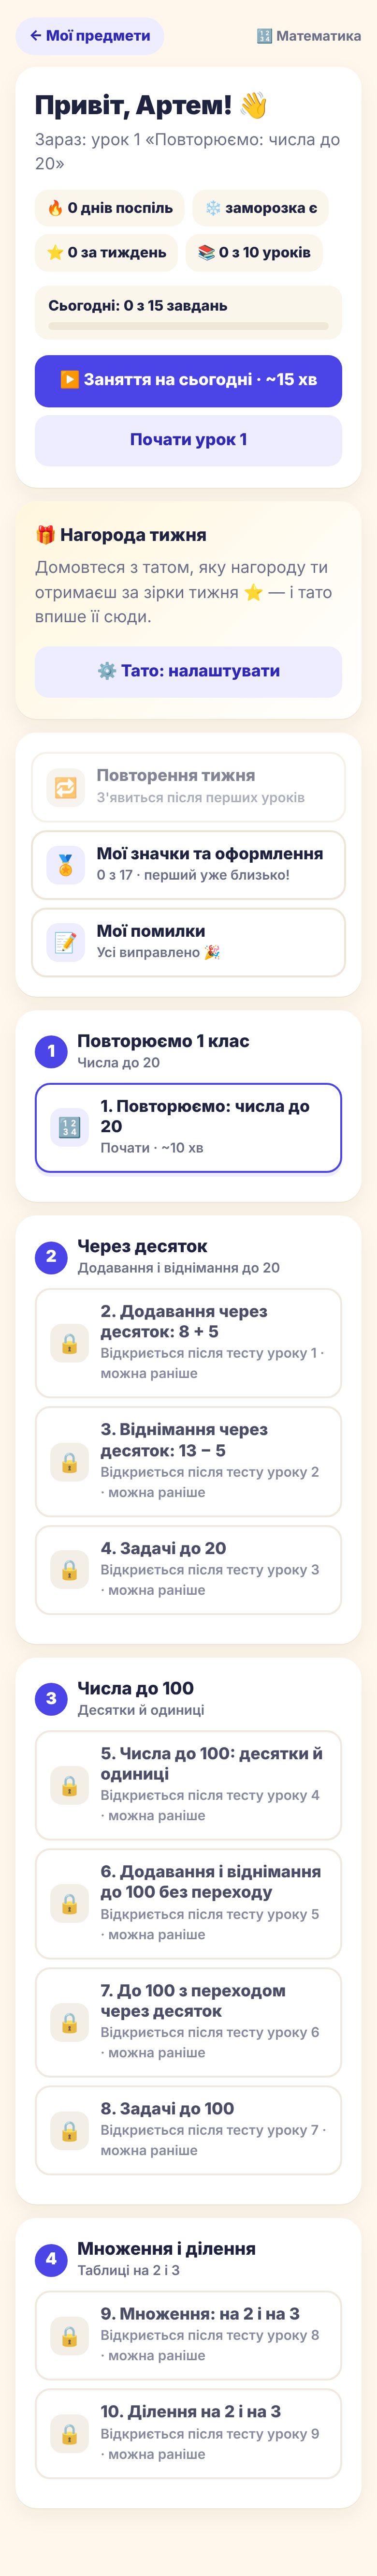 ← Мої предмети
🔢 Математика
Привіт, Артем! 👋
Зараз: урок 1 «Повторюємо: числа до
20»
🔥 0 днів поспіль
❄️ заморозка є
⭐ 0 за тиждень
📚 0 з 10 уроків
Сьогодні: 0 з 15 завдань
▶️ Заняття на сьогодні · ~15 хв
Почати урок 1
🎁 Нагорода тижня
Домовтеся з татом, яку нагороду ти
отримаєш за зірки тижня ⭐ — і тато
впише її сюди.
⚙️ Тато: налаштувати
Повторення тижня
З'явиться після перших уроків
Мої значки та оформлення
0 з 17 · перший уже близько!
Мої помилки
Усі виправлено 🎉
1
Повторюємо 1 клас
Числа до 20
1. Повторюємо: числа до
20
Почати · ~10 хв
2
Через десяток
Додавання і віднімання до 20
2. Додавання через
десяток: 8 + 5
Відкриється після тесту уроку 1 ·
можна раніше
3. Віднімання через
десяток: 13 − 5
Відкриється після тесту уроку 2
· можна раніше
4. Задачі до 20
Відкриється після тесту уроку 3
· можна раніше
3
Числа до 100
Десятки й одиниці
5. Числа до 100: десятки й
одиниці
Відкриється після тесту уроку 4
· можна раніше
6. Додавання і віднімання
до 100 без переходу
Відкриється після тесту уроку 5
· можна раніше
7. До 100 з переходом
через десяток
Відкриється після тесту уроку 6
· можна раніше
8. Задачі до 100
Відкриється після тесту уроку 7 ·
можна раніше
4
Множення і ділення
Таблиці на 2 і 3
9. Множення: на 2 і на 3
Відкриється після тесту уроку 8
· можна раніше
10. Ділення на 2 і на 3
Відкриється після тесту уроку 9
· можна раніше